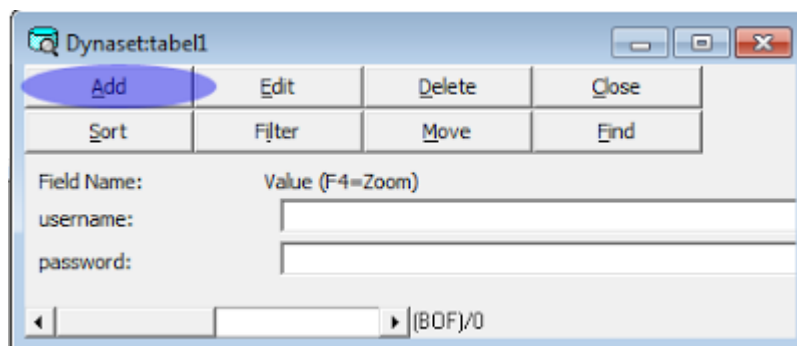 Dynaset:tabel1
Add Edit Delete Close
Sort Filter Move Find
Field Name: Value (F4=Zoom)
username:
password:
(BOF)/0